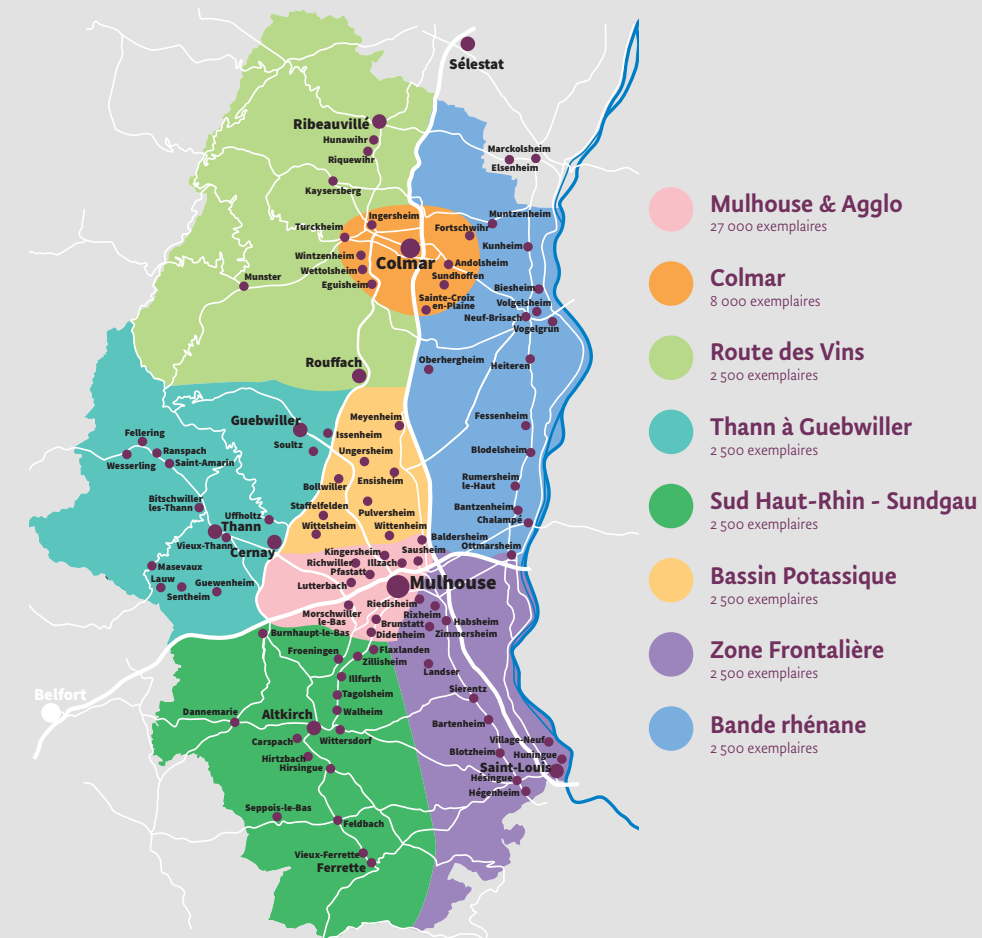 Sélestat
Ribeauvillé
Hunawihr
Riquewihr
Kaysersberg
Marckolsheim
Elsenheim
Ingersheim
Turckheim
Muntzenheim
Fortschwihr
Kunheim
Wintzenheim
Colmar
Andolsheim
Wettolsheim
Sundhoffen
Munster
Eguisheim
Biesheim
Sainte-Croix
en-Plaine
Volgelsheim
Neuf-Brisach
Vogelgrun
Rouffach
Oberhergheim
Heiteren
Guebwiller
Meyenheim
Fessenheim
Fellering
Issenheim
Soultz
Ungersheim
Ranspach
Blodelsheim
Wesserling
Saint-Amarin
Ensisheim
Rumersheim
le-Haut
Bollwiller
Bitschwiller
les-Thann
Staffelfelden
Pulversheim
Bantzenheim
Uffholtz
Chalampé
Thann
Wittelsheim
Wittenheim
Vieux-Thann
Cernay
Baldersheim
Ottmarsheim
Kingersheim
Sausheim
Richwiller
Illzach
Masevaux
Pfastatt
Lauw
Guewenheim
Lutterbach
Mulhouse
Sentheim
Riedisheim
Morschwiller
le-Bas
Rixheim
Brunstatt
Habsheim
Burnhaupt-le-Bas
Didenheim
Zimmersheim
Froeningen
Flaxlanden
Zillisheim
Landser
Illfurth
Sierentz
Belfort
Tagolsheim
Dannemarie
Altkirch
Walheim
Bartenheim
Carspach
Wittersdorf
Village-Neuf
Blotzheim
Huningue
Hirtzbach
Hirsingue
Saint-Louis
Hésingue
Hégenheim
Seppois-le-Bas
Feldbach
Vieux-Ferrette
Ferrette
Mulhouse & Agglo
27 000 exemplaires
Colmar
8 000 exemplaires
Route des Vins
2 500 exemplaires
Thann à Guebwiller
2 500 exemplaires
Sud Haut-Rhin - Sundgau
2 500 exemplaires
Bassin Potassique
2 500 exemplaires
Zone Frontalière
2 500 exemplaires
Bande rhénane
2 500 exemplaires